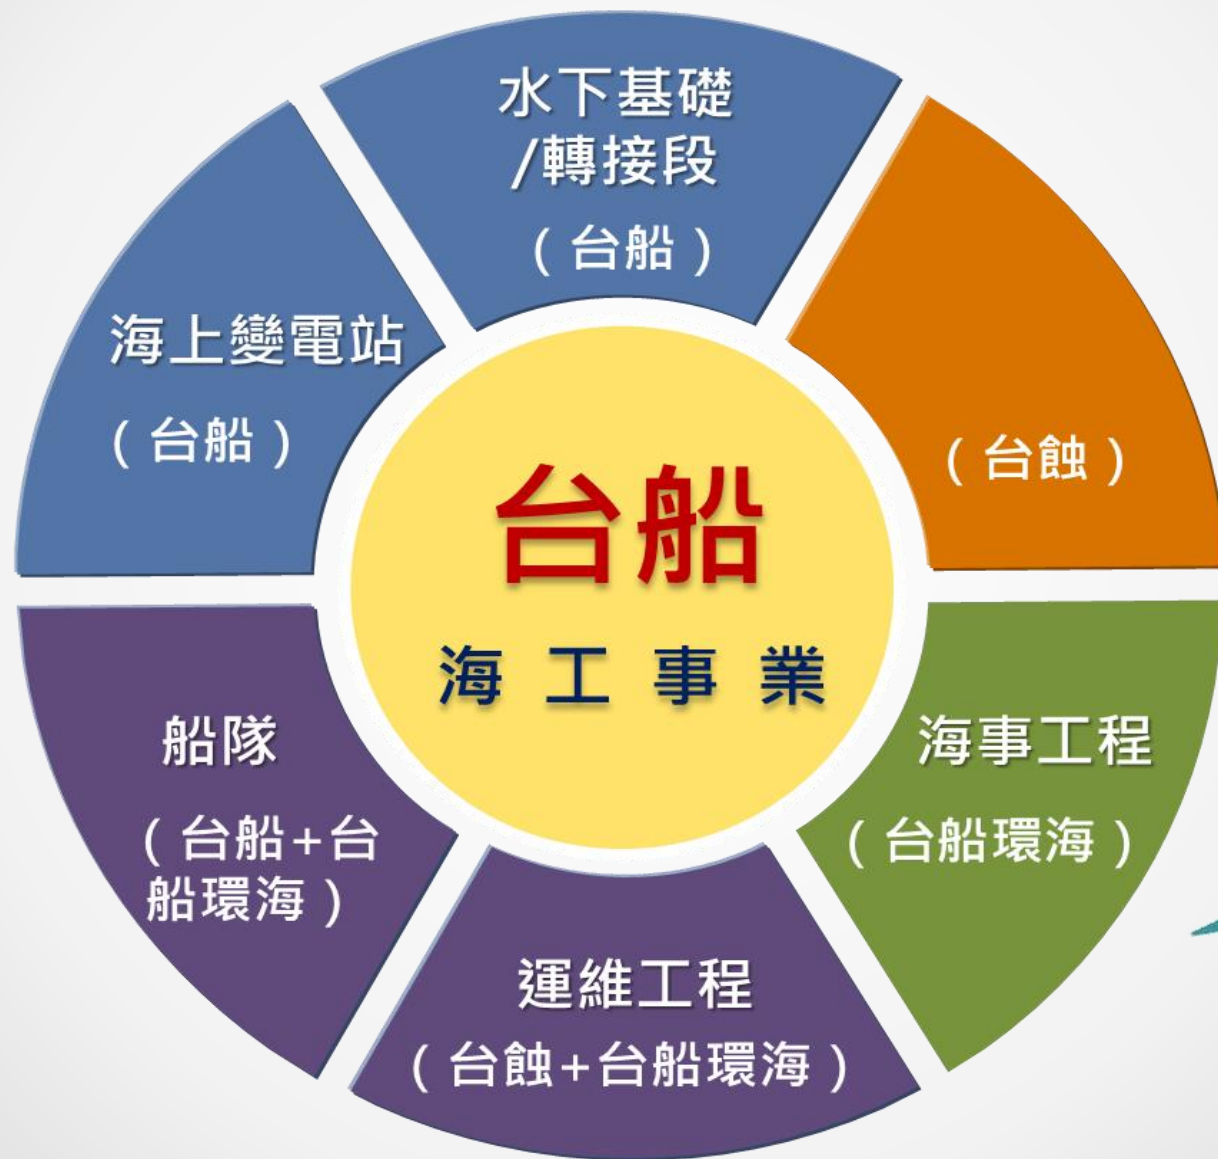 水下基礎
/轉接段
（台船）
（台蝕）
海事工程
（台船環海）
運維工程
（台蝕+台船環海）
船隊
（台船+台
船環海）
海上變電站
（台船）
台船
海工事業